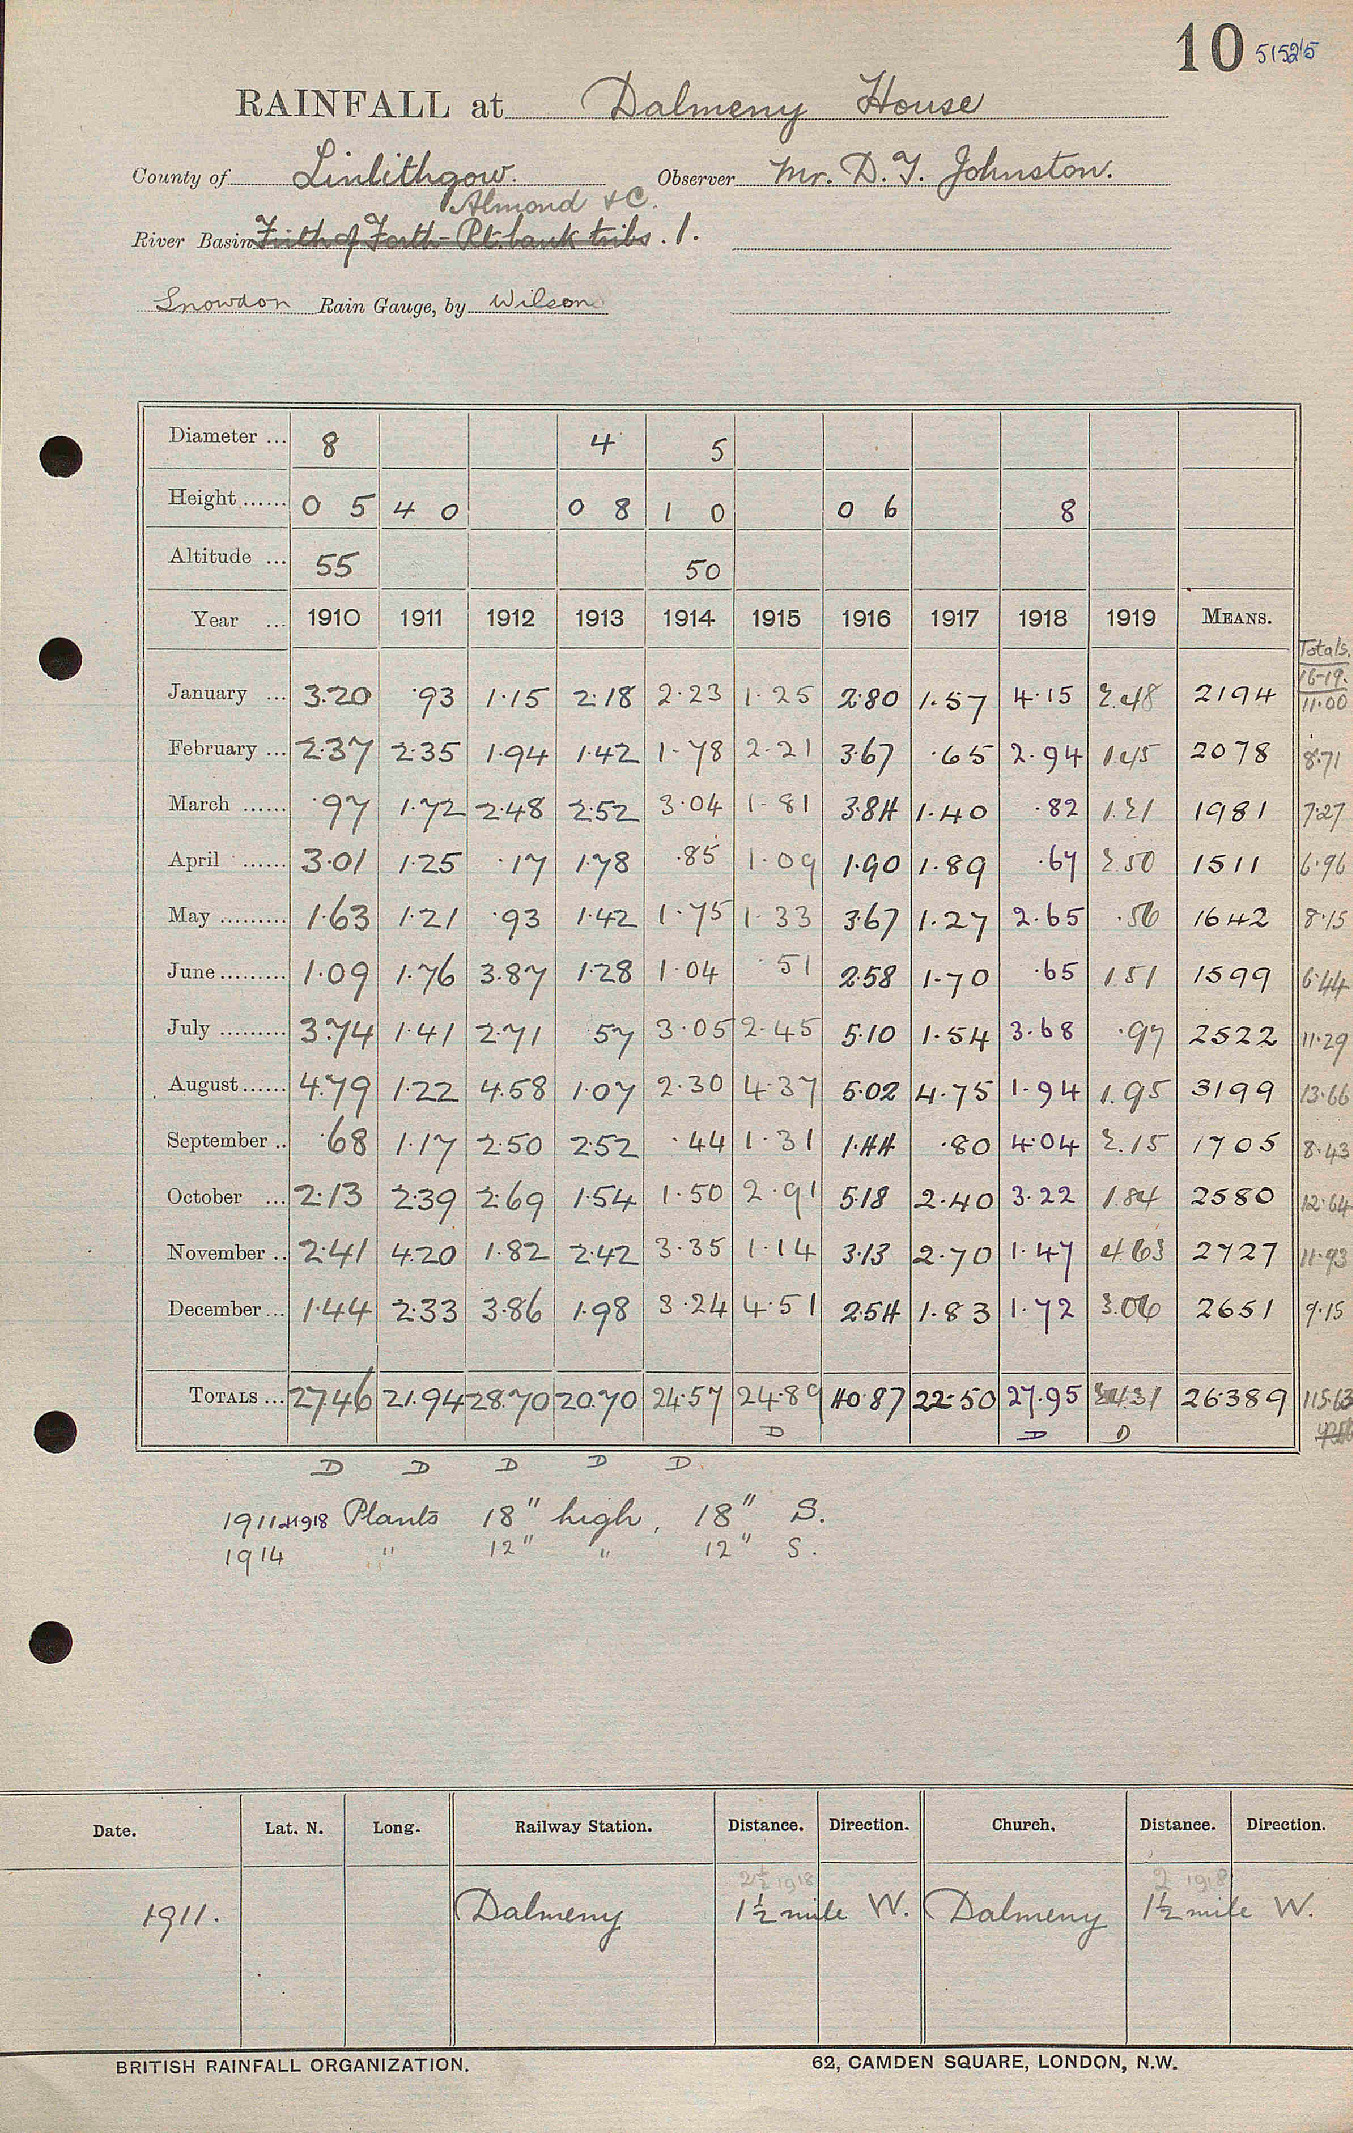 10 51525
RAINFALL at Dalmeny House
County of Linlithgow. Observer Mr. D. T. Johnston.
Almond &C.
River Basin Frith of Forth - Rt. bank tribs. 1.
Snowdon Rain Gauge, by Wilson
Diameter ... 8 4 5
Height ...... 0 5 4 0 0 8 1 0 0 6 8
Altitude ... 55 50
Year ... 1910 1911 1912 1913 1914 1915 1916 1917 1918 1919 MEANS.
Totals.
16-19.
January ... 3.20 .93 1.15 2.18 2.23 1.25 2.80 1.57 4.15 2.48 2194 11.00
February ... 2.37 2.35 1.94 1.42 1.78 2.21 3.67 .65 2.94 1.45 2078 8.71
March ...... .97 1.72 2.48 2.52 3.04 1.81 3.84 1.40 .82 1.21 1981 7.27
April ...... 3.01 1.25 .17 1.78 .85 1.09 1.90 1.89 .67 2.50 1511 6.96
May ......... 1.63 1.21 .93 1.42 1.75 1.33 3.67 1.27 2.65 .56 1642 8.15
June ......... 1.09 1.76 3.87 1.28 1.04 .51 2.58 1.70 .65 1.51 1599 6.44
July ......... 3.74 1.41 2.71 57 3.05 2.45 5.10 1.54 3.68 .97 2522 11.29
August ...... 4.79 1.22 4.58 1.07 2.30 4.37 5.02 4.75 1.94 1.95 3199 13.66
September .. .68 1.17 2.50 2.52 .44 1.31 1.44 .80 4.04 2.15 1705 8.43
October ... 2.13 2.39 2.69 1.54 1.50 2.91 5.18 2.40 3.22 1.84 2580 12.64
November .. 2.41 4.20 1.82 2.42 3.35 1.14 3.13 2.70 1.47 4.63 2727 11.93
December ... 1.44 2.33 3.86 1.98 3.24 4.51 2.54 1.83 1.72 3.06 2651 9.15
TOTALS ... 27.46 21.94 28.70 20.70 24.57 24.89 40.87 22.50 27.95 24.31 26389 115.63
D D D
D D D D D
1911 & 1918 Plants 18" high, 18" S.
1914 " 12" " 12" S.
Date. Lat. N. Long. Railway Station. Distance. Direction. Church. Distance. Direction.
2½ 1918 2 1918
1911. Dalmeny 1½ mile W. Dalmeny 1½ mile W.
BRITISH RAINFALL ORGANIZATION. 62, CAMDEN SQUARE, LONDON, N.W.